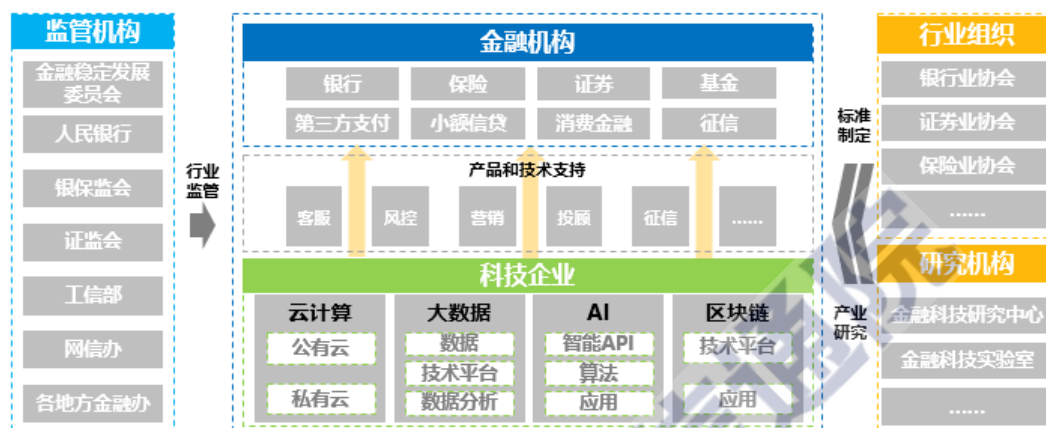 监管机构
金融稳定发展
委员会
人民银行
银保监会
证监会
工信部
网信办
各地方金融办
行业
监管
金融机构
银行
保险
证券
基金
第三方支付
小额信贷
消费金融
征信
产品和技术支持
客服
风控
营销
投顾
征信
……
科技企业
云计算
大数据
AI
区块链
公有云
私有云
数据
技术平台
数据分析
智能API
算法
应用
技术平台
应用
标准
制定
产业
研究
行业组织
银行业协会
证券业协会
保险业协会
……
研究机构
金融科技研究中心
金融科技实验室
……